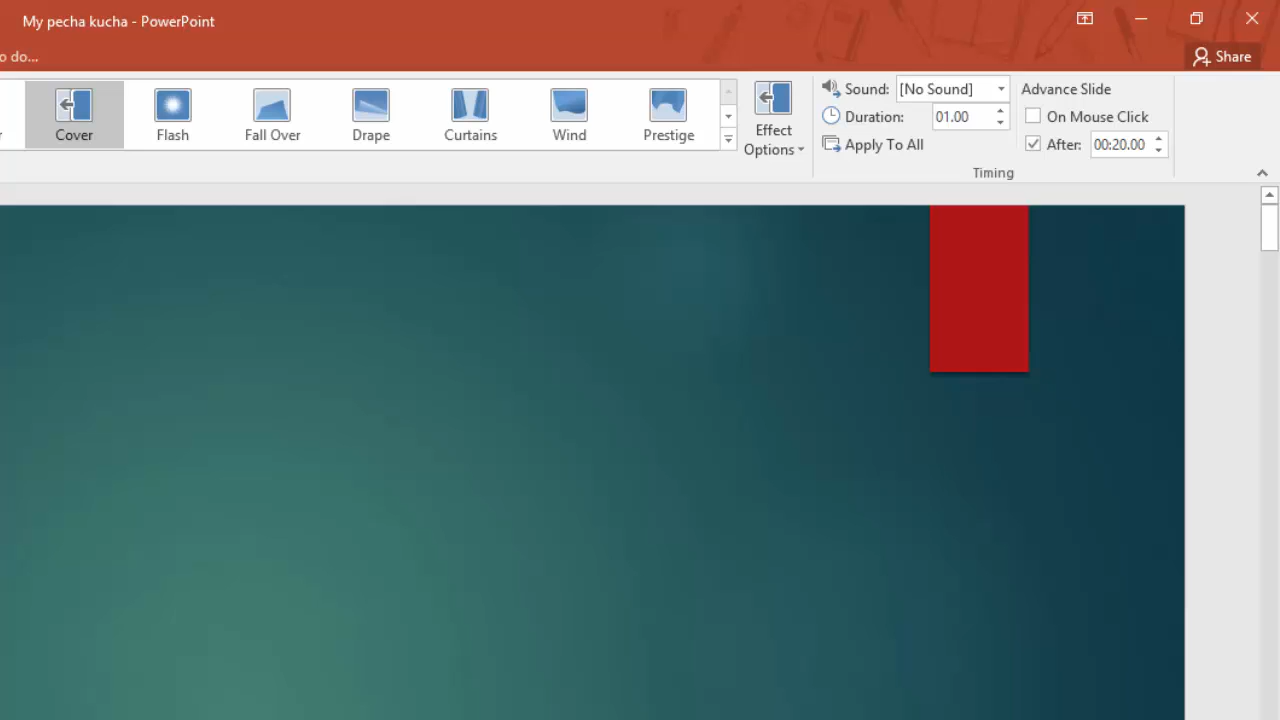 My pecha kucha - PowerPoint
o do...
Share
r
Cover
Flash
Fall Over
Drape
Curtains
Wind
Prestige
Effect
Options
Sound: [No Sound]
Duration: 01.00
Apply To All
Advance Slide
On Mouse Click
After: 00:20.00
Timing